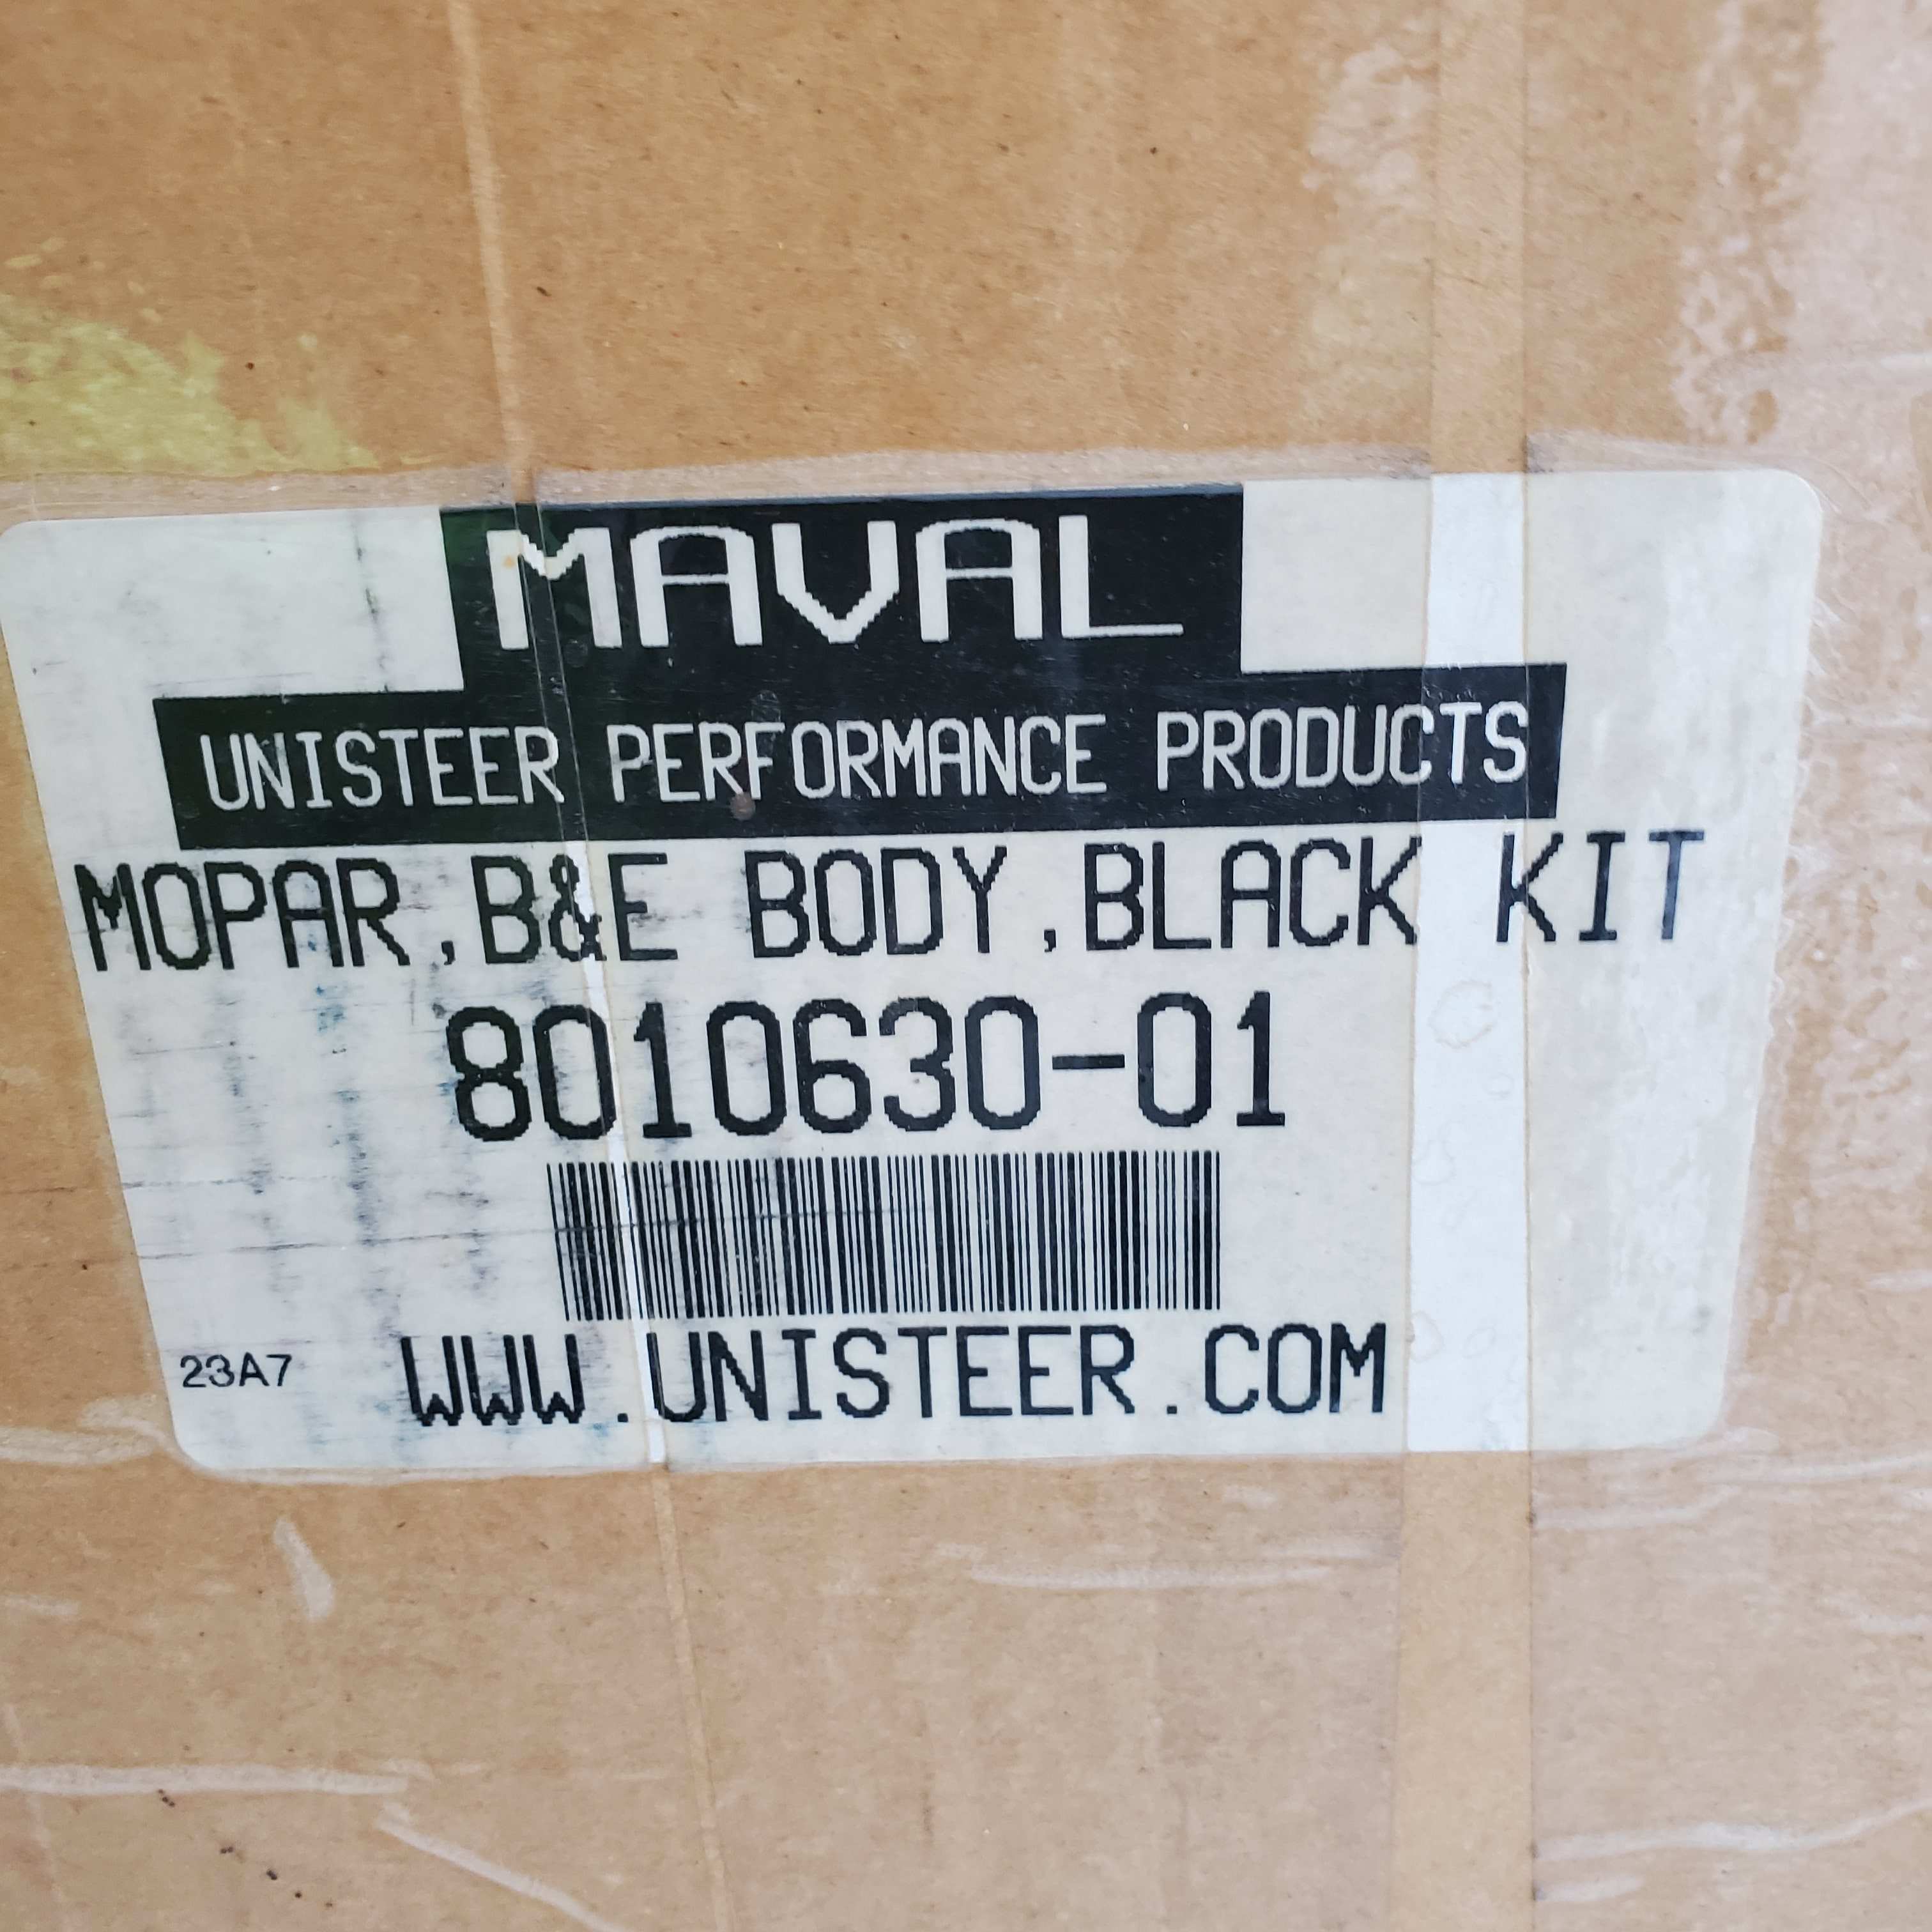 MAVAL
UNISTEER PERFORMANCE PRODUCTS
MOPAR,B&E BODY,BLACK KIT
8010630-01
23A7 WWW.UNISTEER.COM